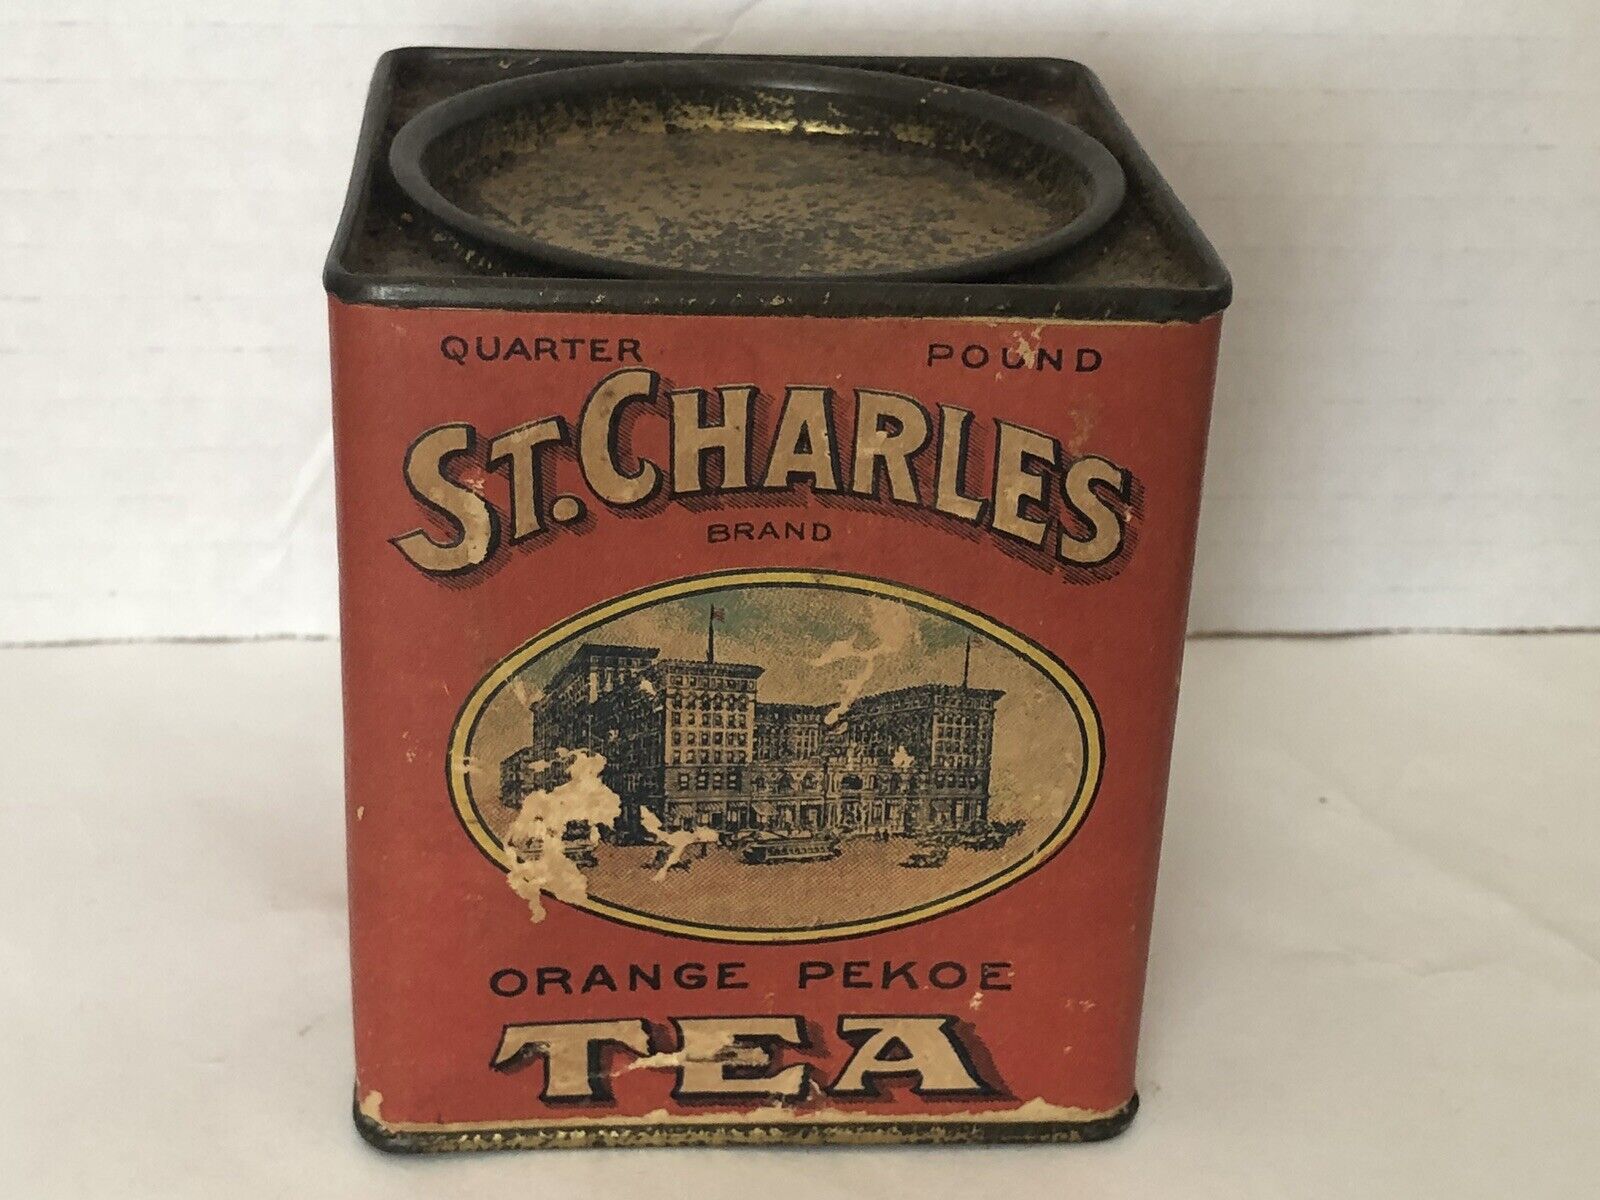 QUARTER POUND
ST. CHARLES
BRAND
ORANGE PEKOE
TEA